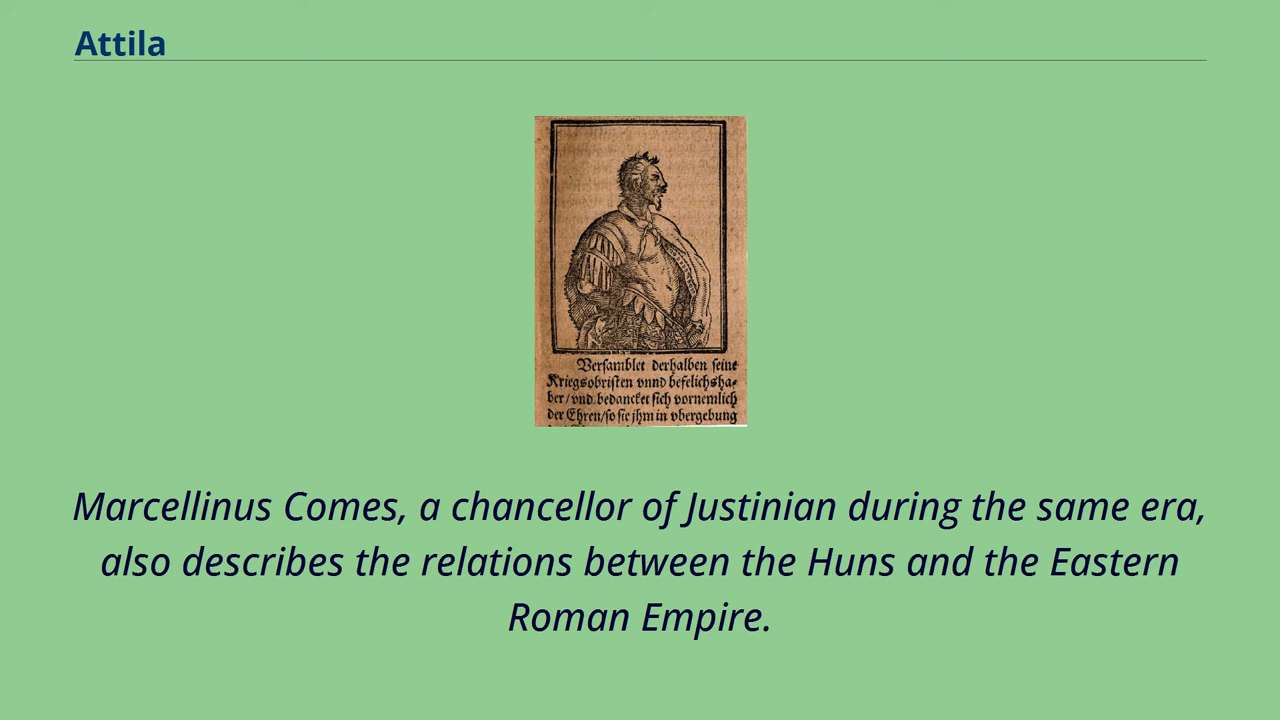 Attila
Versamblet derhalben seine
Kriegsobristen vnnd befelichsha-
ber/vnd bedancket sich vornemlich
der Ehren/so sie jhm in vbergebung
Marcellinus Comes, a chancellor of Justinian during the same era,
also describes the relations between the Huns and the Eastern
Roman Empire.